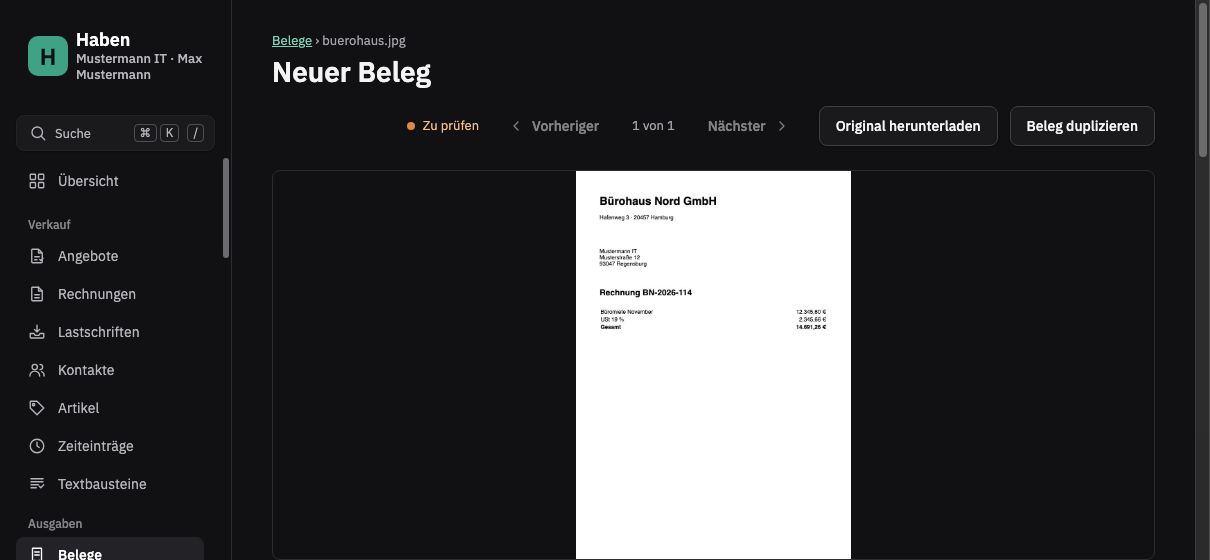 H
Haben
Mustermann IT · Max
Mustermann
Suche ⌘ K /
Übersicht
Verkauf
Angebote
Rechnungen
Lastschriften
Kontakte
Artikel
Zeiteinträge
Textbausteine
Ausgaben
Belege
Belege › buerohaus.jpg
Neuer Beleg
Zu prüfen
Vorheriger
1 von 1
Nächster
Original herunterladen
Beleg duplizieren
Bürohaus Nord GmbH
Hafenweg 3 · 20457 Hamburg
Mustermann IT
Musterstraße 12
93047 Regensburg
Rechnung BN-2026-114
Büromiete November 12.345,60 €
USt 19 % 2.345,66 €
Gesamt 14.691,26 €